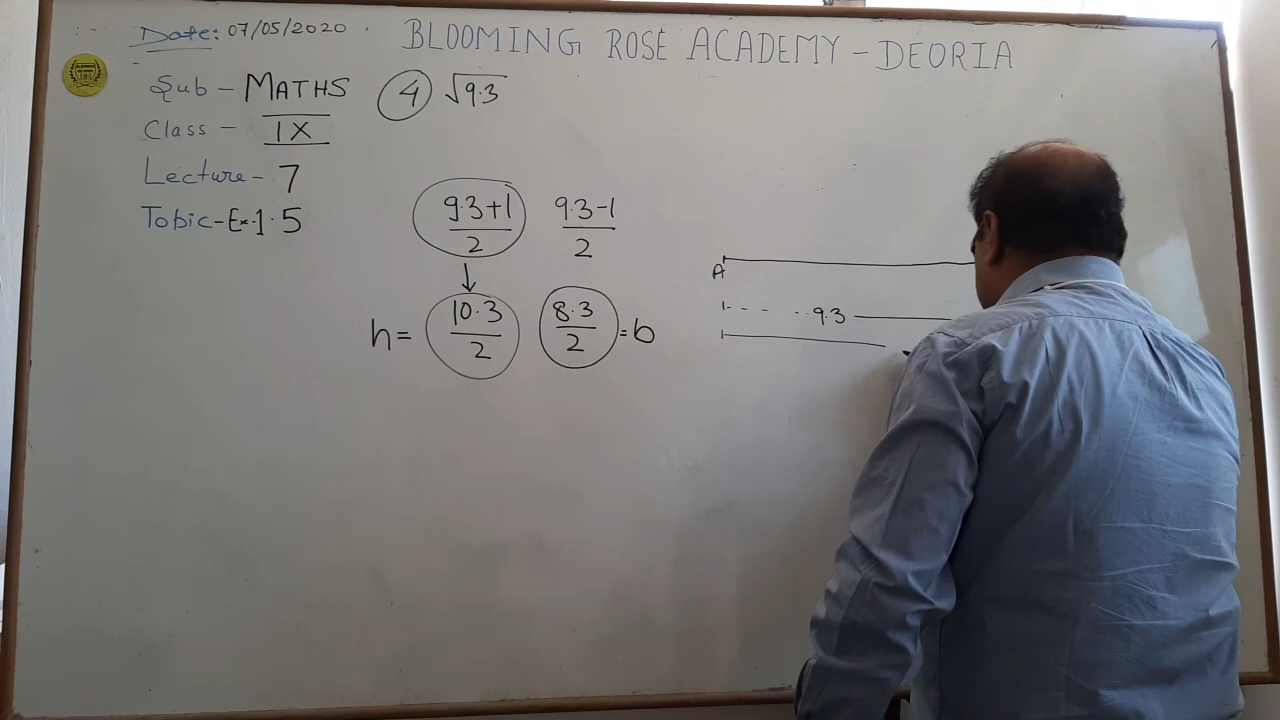 Date: 07/05/2020
BLOOMING ROSE ACADEMY - DEORIA
Sub - MATHS
4 √9.3
Class - IX
Lecture - 7
Tobic - Ex-1.5
9.3+1/2 9.3-1/2
h= 10.3/2 8.3/2 =b
A
9.3